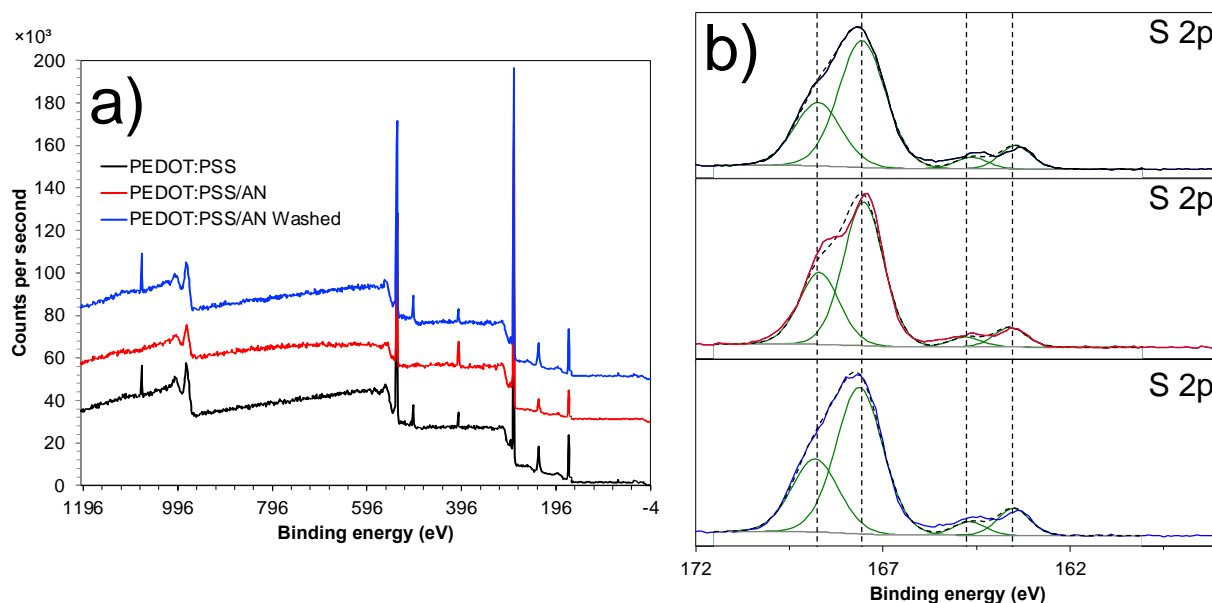 a)
×10³
200
180
160
140
120
100
80
60
40
20
0
PEDOT:PSS
PEDOT:PSS/AN
PEDOT:PSS/AN Washed
Counts per second
1196 996 796 596 396 196 -4
Binding energy (eV)
b)
S 2p
S 2p
S 2p
172 167 162
Binding energy (eV)